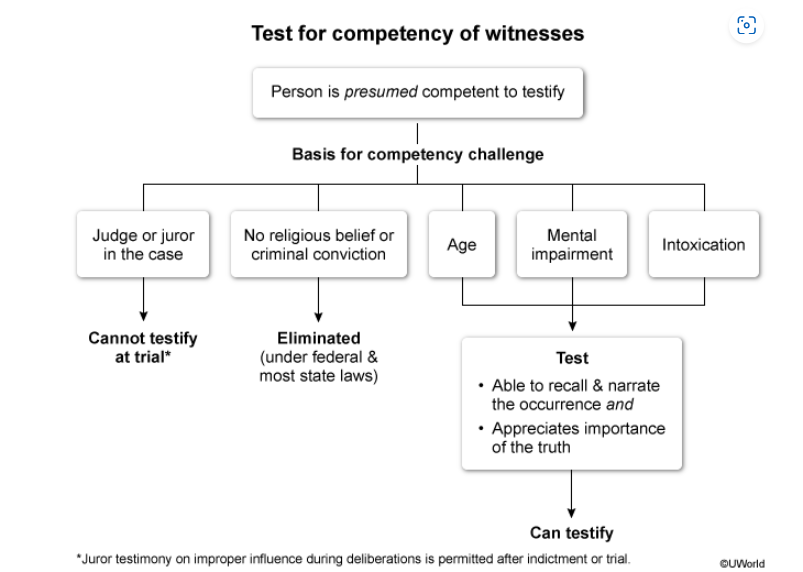 Test for competency of witnesses
Person is presumed competent to testify
Basis for competency challenge
Judge or juror
in the case
No religious belief or
criminal conviction
Age
Mental
impairment
Intoxication
Cannot testify
at trial*
Eliminated
(under federal &
most state laws)
Test
• Able to recall & narrate
the occurrence and
• Appreciates importance
of the truth
Can testify
*Juror testimony on improper influence during deliberations is permitted after indictment or trial.
©UWorld